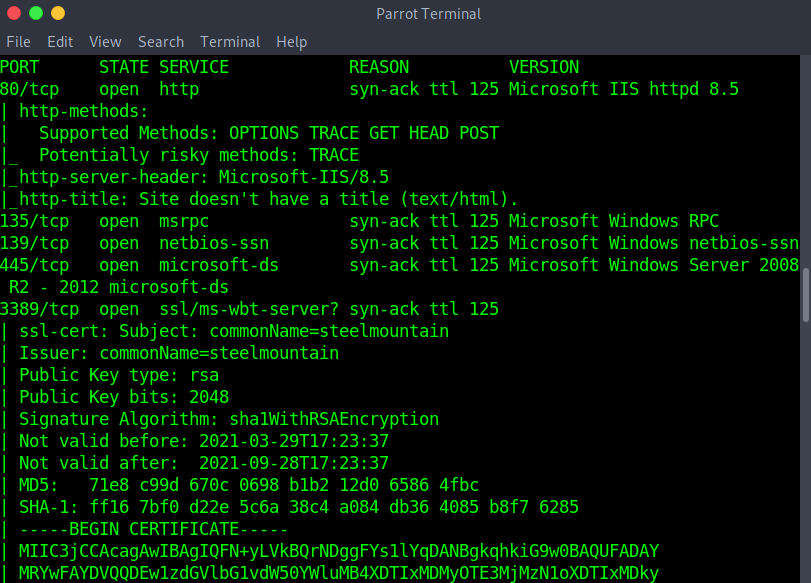 Parrot Terminal
File Edit View Search Terminal Help
PORT      STATE SERVICE            REASON          VERSION
80/tcp    open  http               syn-ack ttl 125 Microsoft IIS httpd 8.5
| http-methods:
|   Supported Methods: OPTIONS TRACE GET HEAD POST
|_  Potentially risky methods: TRACE
|_http-server-header: Microsoft-IIS/8.5
|_http-title: Site doesn't have a title (text/html).
135/tcp   open  msrpc              syn-ack ttl 125 Microsoft Windows RPC
139/tcp   open  netbios-ssn        syn-ack ttl 125 Microsoft Windows netbios-ssn
445/tcp   open  microsoft-ds       syn-ack ttl 125 Microsoft Windows Server 2008
 R2 - 2012 microsoft-ds
3389/tcp  open  ssl/ms-wbt-server? syn-ack ttl 125
| ssl-cert: Subject: commonName=steelmountain
| Issuer: commonName=steelmountain
| Public Key type: rsa
| Public Key bits: 2048
| Signature Algorithm: sha1WithRSAEncryption
| Not valid before: 2021-03-29T17:23:37
| Not valid after:  2021-09-28T17:23:37
| MD5:   71e8 c99d 670c 0698 b1b2 12d0 6586 4fbc
| SHA-1: ff16 7bf0 d22e 5c6a 38c4 a084 db36 4085 b8f7 6285
| -----BEGIN CERTIFICATE-----
| MIIC3jCCAcagAwIBAgIQFN+yLVkBQrNDggFYs1lYqDANBgkqhkiG9w0BAQUFADAY
| MRYwFAYDVQQDEw1zdGVlbG1vdW50YWluMB4XDTIxMDMyOTE3MjMzN1oXDTIxMDky